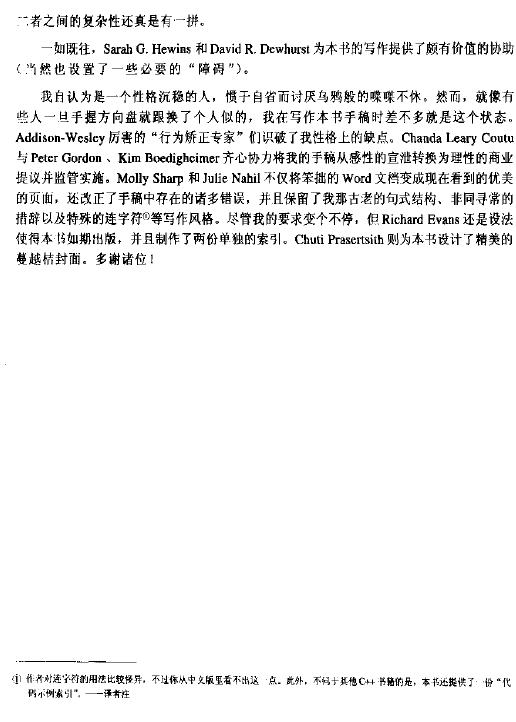 二者之间的复杂性还真是有一拼。
一如既往，Sarah G. Hewins 和 David R. Dewhurst 为本书的写作提供了颇有价值的协助
（当然也设置了一些必要的“障碍”）。
我自认为是一个性格沉稳的人，惯于自省而讨厌乌鸦般的喋喋不休。然而，就像有
些人一旦手握方向盘就跟换了个人似的，我在写作本书手稿时差不多就是这个状态。
Addison-Wesley 厉害的“行为矫正专家”们识破了我性格上的缺点。Chanda Leary Coutu
与 Peter Gordon 、Kim Boedigheimer 齐心协力将我的手稿从感性的宣泄转换为理性的商业
提议并监管实施。Molly Sharp 和 Julie Nahil 不仅将笨拙的 Word 文档变成现在看到的优美
的页面，还改正了手稿中存在的诸多错误，并且保留了我那古老的句式结构、非同寻常的
措辞以及特殊的连字符①等写作风格。尽管我的要求变个不停，但 Richard Evans 还是设法
使得本书如期出版，并且制作了两份单独的索引。Chuti Prasertsith 则为本书设计了精美的
蔓越桔封面。多谢诸位！
① 作者对连字符的用法比较怪异，不过你从中文版里看不出这一点。此外，不同于其他 C++ 书籍的是，本书还提供了一份“代
码示例索引”。——译者注